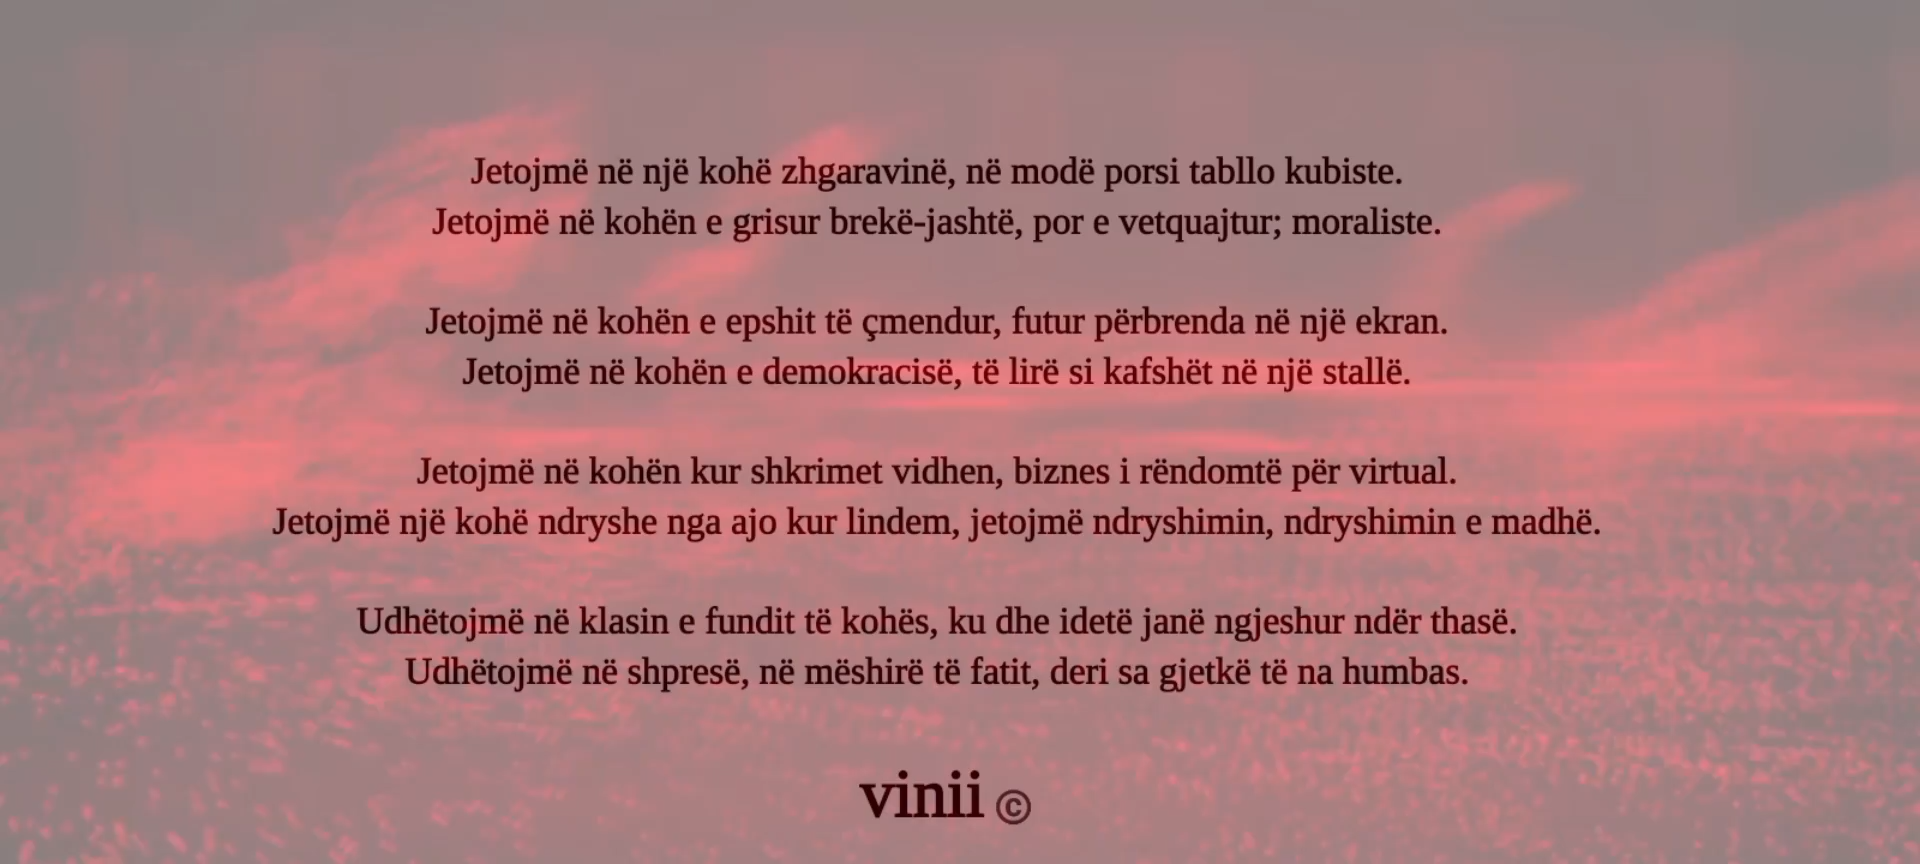 Jetojmë në një kohë zhgaravinë, në modë porsi tabllo kubiste.
Jetojmë në kohën e grisur brekë-jashtë, por e vetquajtur; moraliste.
Jetojmë në kohën e epshit të çmendur, futur përbrenda në një ekran.
Jetojmë në kohën e demokracisë, të lirë si kafshët në një stallë.
Jetojmë në kohën kur shkrimet vidhen, biznes i rëndomtë për virtual.
Jetojmë një kohë ndryshe nga ajo kur lindem, jetojmë ndryshimin, ndryshimin e madhë.
Udhëtojmë në klasin e fundit të kohës, ku dhe idetë janë ngjeshur ndër thasë.
Udhëtojmë në shpresë, në mëshirë të fatit, deri sa gjetkë të na humbas.
vinii ©